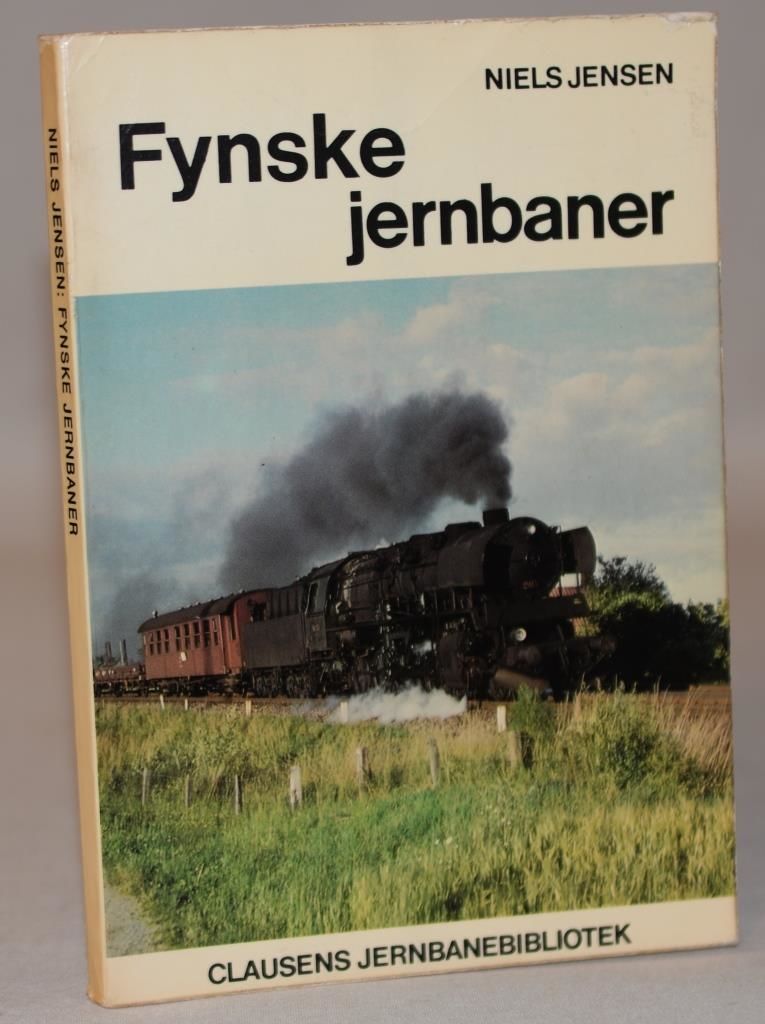 NIELS JENSEN
Fynske
jernbaner
NIELS JENSEN: FYNSKE JERNBANER
CLAUSENS JERNBANEBIBLIOTEK